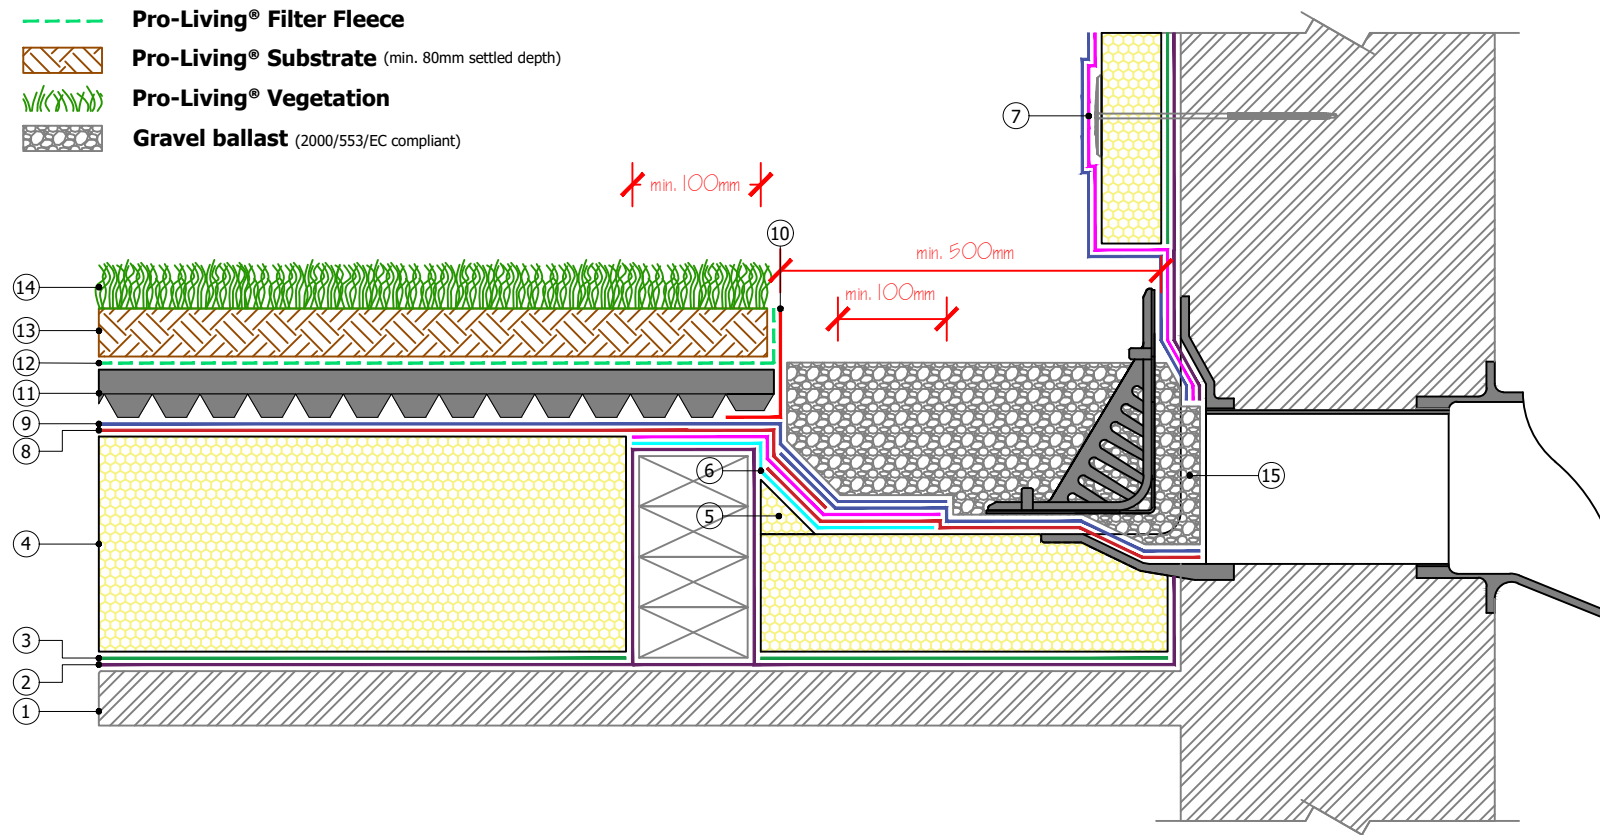 Pro-Living® Filter Fleece
Pro-Living® Substrate (min. 80mm settled depth)
Pro-Living® Vegetation
Gravel ballast (2000/553/EC compliant)
7
min. 100mm
10
min. 500mm
14
min. 100mm
13
12
11
9
8
6
15
5
4
3
2
1